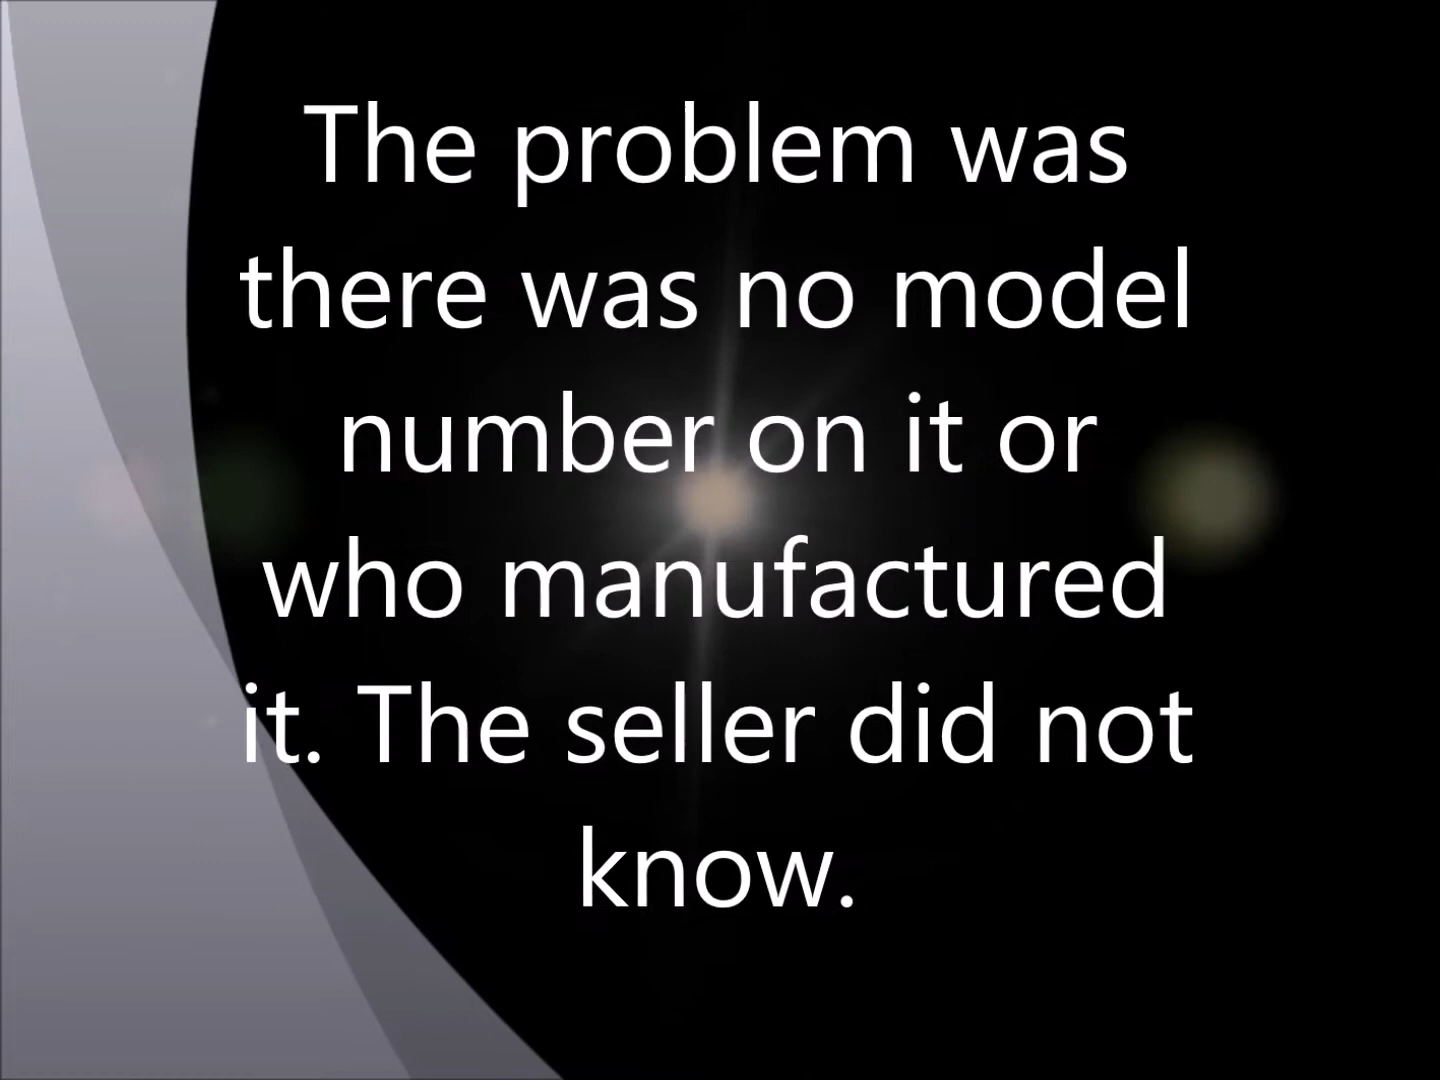 The problem was
there was no model
number on it or
who manufactured
it. The seller did not
know.